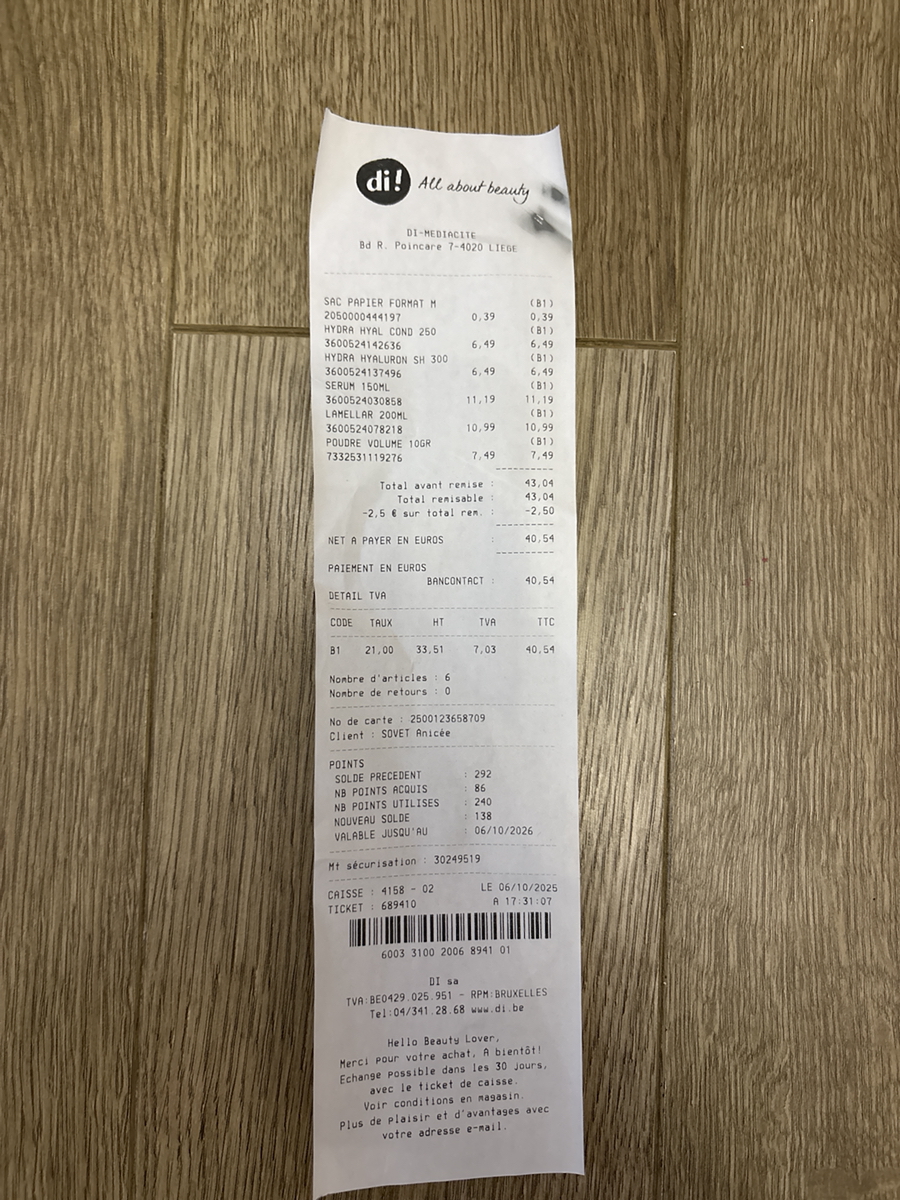 di! All about beauty
DI-MEDIACITE
Bd R. Poincare 7-4020 LIEGE
SAC PAPIER FORMAT M (B1)
2050000444197 0,39 0,39
HYDRA HYAL COND 250 (B1)
3600524142636 6,49 6,49
HYDRA HYALURON SH 300 (B1)
3600524137496 6,49 6,49
SERUM 150ML (B1)
3600524030858 11,19 11,19
LAMELLAR 200ML (B1)
3600524078218 10,99 10,99
POUDRE VOLUME 10GR (B1)
7332531119276 7,49 7,49
Total avant remise : 43,04
Total remisable : 43,04
-2,5 € sur total rem. : -2,50
NET A PAYER EN EUROS : 40,54
PAIEMENT EN EUROS
BANCONTACT : 40,54
DETAIL TVA
CODE TAUX HT TVA TTC
B1 21,00 33,51 7,03 40,54
Nombre d'articles : 6
Nombre de retours : 0
No de carte : 2500123658709
Client : SOVET Anicée
POINTS
SOLDE PRECEDENT : 292
NB POINTS ACQUIS : 86
NB POINTS UTILISES : 240
NOUVEAU SOLDE : 138
VALABLE JUSQU'AU : 06/10/2026
Mt sécurisation : 30249519
CAISSE : 4158 - 02 LE 06/10/2025
TICKET : 689410 A 17:31:07
6003 3100 2006 8941 01
DI sa
TVA:BE0429.025.951 - RPM:BRUXELLES
Tel:04/341.28.68 www.di.be
Hello Beauty Lover,
Merci pour votre achat, A bientôt!
Echange possible dans les 30 jours,
avec le ticket de caisse.
Voir conditions en magasin.
Plus de plaisir et d'avantages avec
votre adresse e-mail.